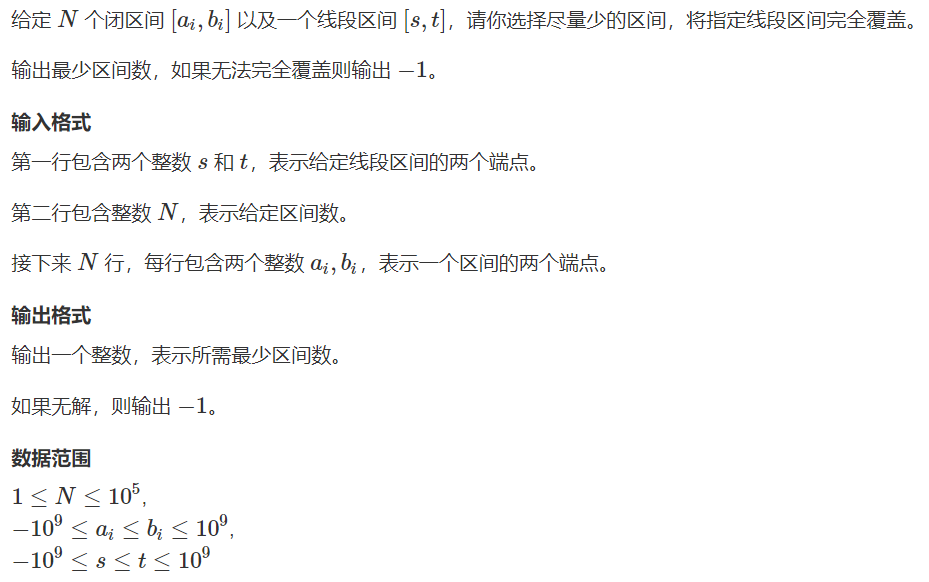 给定 N 个闭区间 [a_i, b_i] 以及一个线段区间 [s, t]，请你选择尽量少的区间，将指定线段区间完全覆盖。
输出最少区间数，如果无法完全覆盖则输出 −1。
输入格式
第一行包含两个整数 s 和 t，表示给定线段区间的两个端点。
第二行包含整数 N，表示给定区间数。
接下来 N 行，每行包含两个整数 a_i, b_i，表示一个区间的两个端点。
输出格式
输出一个整数，表示所需最少区间数。
如果无解，则输出 −1。
数据范围
1 ≤ N ≤ 10^5,
−10^9 ≤ a_i ≤ b_i ≤ 10^9,
−10^9 ≤ s ≤ t ≤ 10^9